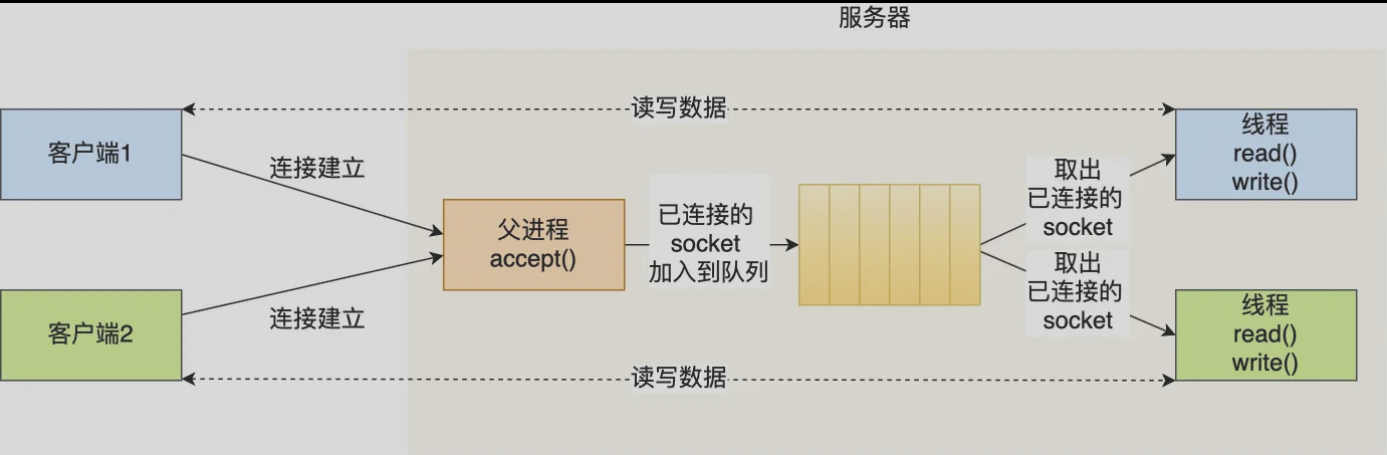 服务器
读写数据
客户端1
连接建立
父进程
accept()
已连接的
socket
加入到队列
取出
已连接的
socket
线程
read()
write()
客户端2
连接建立
取出
已连接的
socket
线程
read()
write()
读写数据